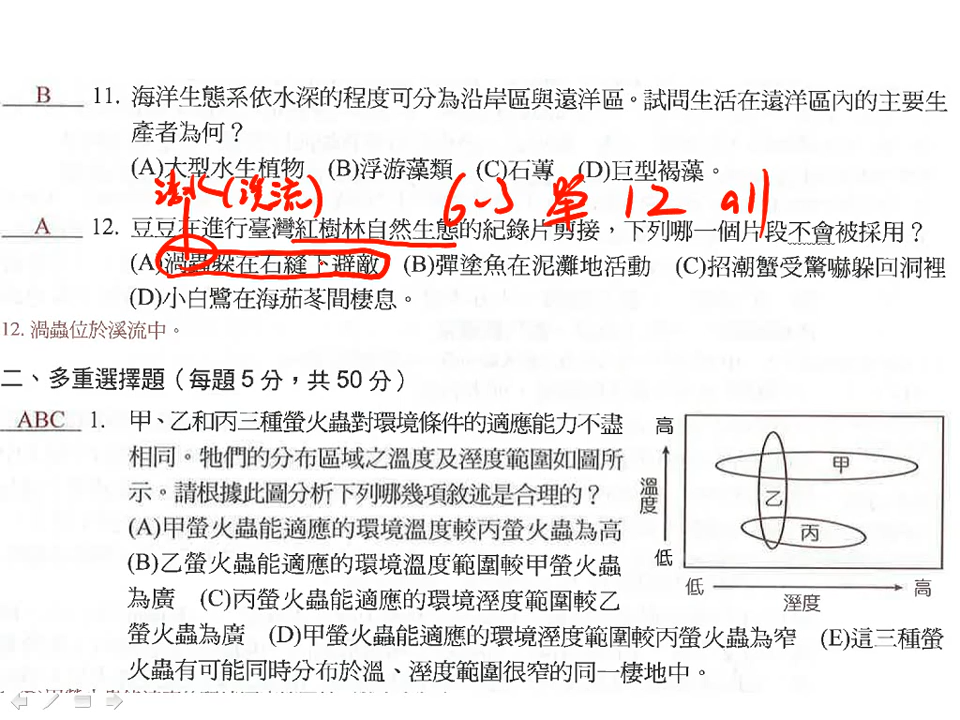 B 11. 海洋生態系依水深的程度可分為沿岸區與遠洋區。試問生活在遠洋區內的主要生
產者為何？
(A)大型水生植物 (B)浮游藻類 (C)石蓴 (D)巨型褐藻。
(溪流) 6-3 單 12 all
A 12. 豆豆在進行臺灣紅樹林自然生態的紀錄片剪接，下列哪一個片段不會被採用？
(A)渦蟲躲在石縫下避敵 (B)彈塗魚在泥灘地活動 (C)招潮蟹受驚嚇躲回洞裡
(D)小白鷺在海茄苳間棲息。
12. 渦蟲位於溪流中。
二、多重選擇題（每題5分，共50分）
ABC 1. 甲、乙和丙三種螢火蟲對環境條件的適應能力不盡
相同。牠們的分布區域之溫度及溼度範圍如圖所
示。請根據此圖分析下列哪幾項敘述是合理的？
(A)甲螢火蟲能適應的環境溫度較丙螢火蟲為高
(B)乙螢火蟲能適應的環境溫度範圍較甲螢火蟲
為廣 (C)丙螢火蟲能適應的環境溼度範圍較乙
螢火蟲為廣 (D)甲螢火蟲能適應的環境溼度範圍較丙螢火蟲為窄 (E)這三種螢
火蟲有可能同時分布於溫、溼度範圍很窄的同一棲地中。
高
溫度
低
甲
乙
丙
低 溼度 高